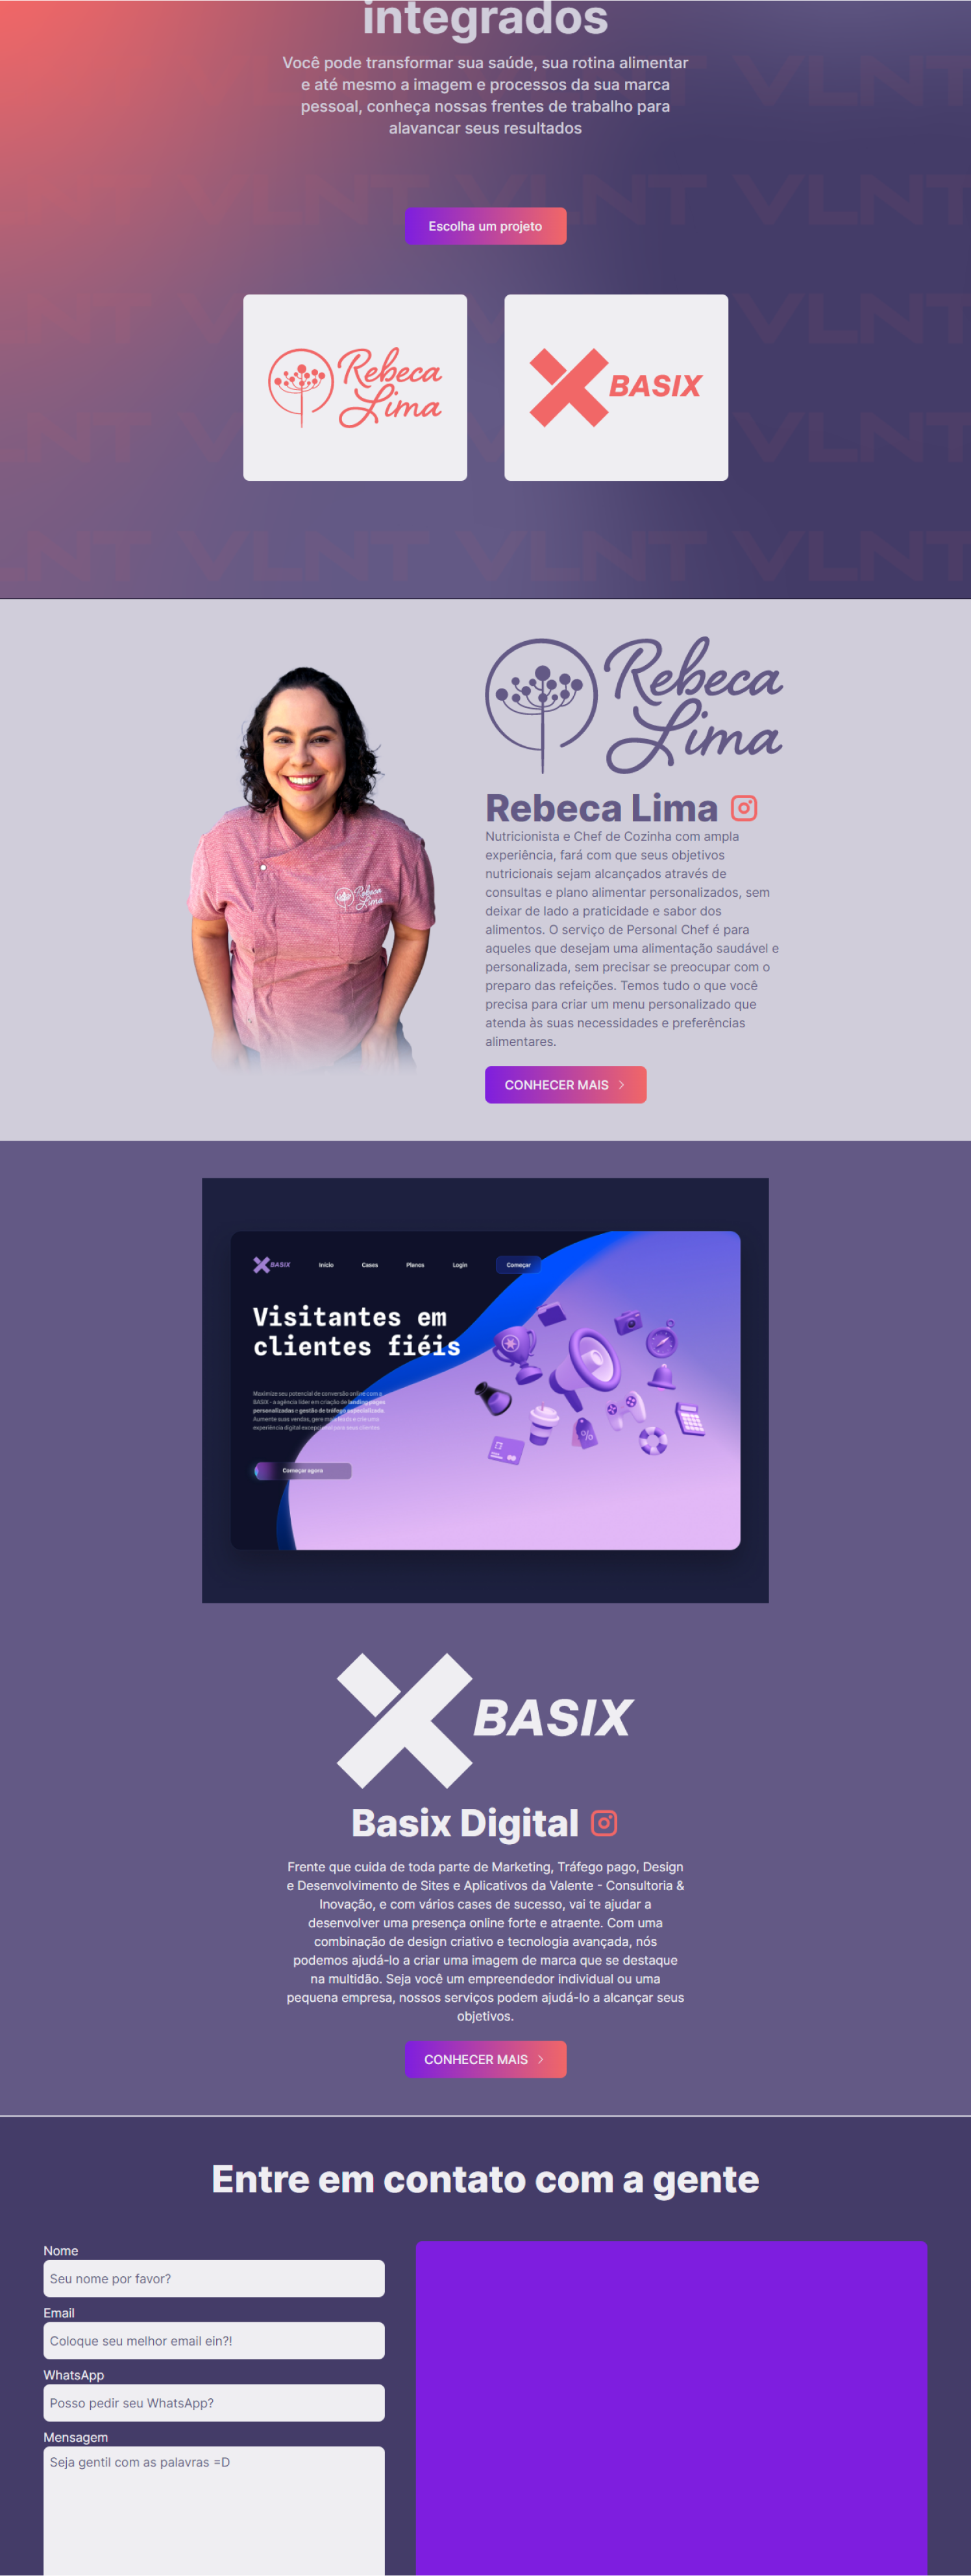 integrados
Você pode transformar sua saúde, sua rotina alimentar
e até mesmo a imagem e processos da sua marca
pessoal, conheça nossas frentes de trabalho para
alavancar seus resultados
VLNT
NT VLNT VLNT
Escolha um projeto
VLNT
Rebeca
Lima
BASIX
VLNT
LNT VLNT VLNT VLNT
Rebeca
Lima
Rebeca Lima
Nutricionista e Chef de Cozinha com ampla
experiência, fará com que seus objetivos
nutricionais sejam alcançados através de
consultas e plano alimentar personalizados, sem
deixar de lado a praticidade e sabor dos
alimentos. O serviço de Personal Chef é para
aqueles que desejam uma alimentação saudável e
personalizada, sem precisar se preocupar com o
preparo das refeições. Temos tudo o que você
precisa para criar um menu personalizado que
atenda às suas necessidades e preferências
alimentares.
CONHECER MAIS
Rebeca
Lima
BASIX Início Cases Planos Login Começar
Visitantes em
clientes fiéis
Maximize seu potencial de conversão online com a
BASIX - a agência líder em criação de landing pages
personalizadas e gestão de tráfego especializada.
Aumente suas vendas, gere mais leads e crie uma
experiência digital excepcional para seus clientes
Começar agora
%
BASIX
Basix Digital
Frente que cuida de toda parte de Marketing, Tráfego pago, Design
e Desenvolvimento de Sites e Aplicativos da Valente - Consultoria &
Inovação, e com vários cases de sucesso, vai te ajudar a
desenvolver uma presença online forte e atraente. Com uma
combinação de design criativo e tecnologia avançada, nós
podemos ajudá-lo a criar uma imagem de marca que se destaque
na multidão. Seja você um empreendedor individual ou uma
pequena empresa, nossos serviços podem ajudá-lo a alcançar seus
objetivos.
CONHECER MAIS
Entre em contato com a gente
Nome
Seu nome por favor?
Email
Coloque seu melhor email ein?!
WhatsApp
Posso pedir seu WhatsApp?
Mensagem
Seja gentil com as palavras =D